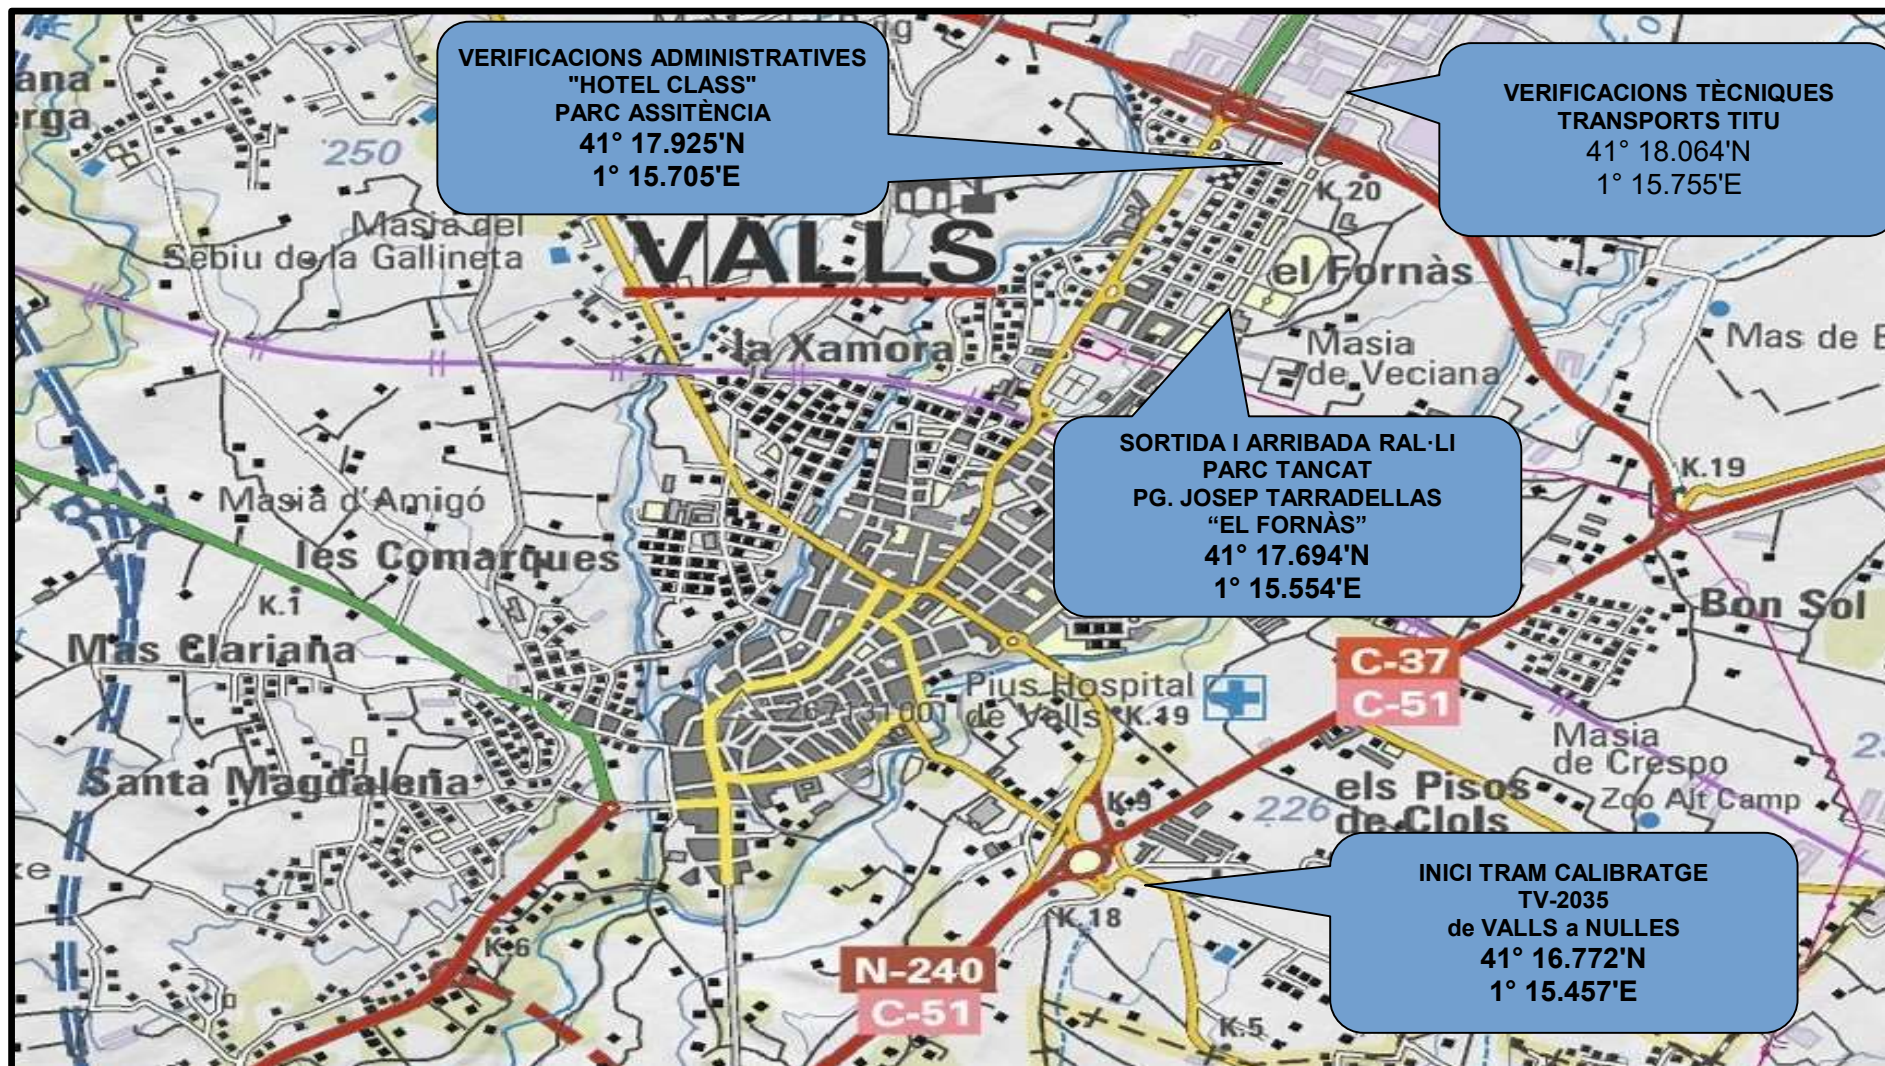 VERIFICACIONS ADMINISTRATIVES
"HOTEL CLASS"
PARC ASSITÈNCIA
41° 17.925'N
1° 15.705'E
VERIFICACIONS TÈCNIQUES
TRANSPORTS TITU
41° 18.064'N
1° 15.755'E
ana
erga
250
K.20
Masia del
Sebiu de la Gallineta
VALLS
el Fornàs
la Xamora
Masia
de Veciana
Mas de E
SORTIDA I ARRIBADA RAL·LI
PARC TANCAT
PG. JOSEP TARRADELLAS
“EL FORNÀS”
41° 17.694'N
1° 15.554'E
K.19
Masia d'Amigó
les Comarques
K.1
Bon Sol
Mas Clariana
C-37
C-51
Pius Hospital
de Valls
K.19
267131001
Masia
de Crespo
Santa Magdalena
els Pisos
de Clols
Zoo Alt Camp
K.9
226
xe
INICI TRAM CALIBRATGE
TV-2035
de VALLS a NULLES
41° 16.772'N
1° 15.457'E
K.18
K.6
N-240
C-51
K.5